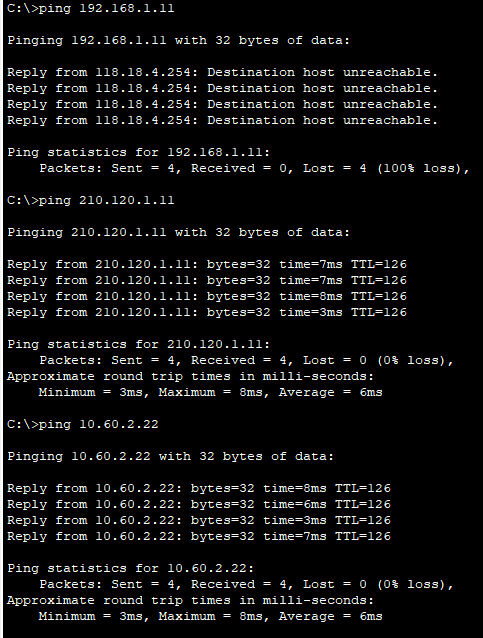 C:\>ping 192.168.1.11
Pinging 192.168.1.11 with 32 bytes of data:
Reply from 118.18.4.254: Destination host unreachable.
Reply from 118.18.4.254: Destination host unreachable.
Reply from 118.18.4.254: Destination host unreachable.
Reply from 118.18.4.254: Destination host unreachable.
Ping statistics for 192.168.1.11:
    Packets: Sent = 4, Received = 0, Lost = 4 (100% loss),
C:\>ping 210.120.1.11
Pinging 210.120.1.11 with 32 bytes of data:
Reply from 210.120.1.11: bytes=32 time=7ms TTL=126
Reply from 210.120.1.11: bytes=32 time=7ms TTL=126
Reply from 210.120.1.11: bytes=32 time=8ms TTL=126
Reply from 210.120.1.11: bytes=32 time=3ms TTL=126
Ping statistics for 210.120.1.11:
    Packets: Sent = 4, Received = 4, Lost = 0 (0% loss),
Approximate round trip times in milli-seconds:
    Minimum = 3ms, Maximum = 8ms, Average = 6ms
C:\>ping 10.60.2.22
Pinging 10.60.2.22 with 32 bytes of data:
Reply from 10.60.2.22: bytes=32 time=8ms TTL=126
Reply from 10.60.2.22: bytes=32 time=6ms TTL=126
Reply from 10.60.2.22: bytes=32 time=3ms TTL=126
Reply from 10.60.2.22: bytes=32 time=7ms TTL=126
Ping statistics for 10.60.2.22:
    Packets: Sent = 4, Received = 4, Lost = 0 (0% loss),
Approximate round trip times in milli-seconds:
    Minimum = 3ms, Maximum = 8ms, Average = 6ms